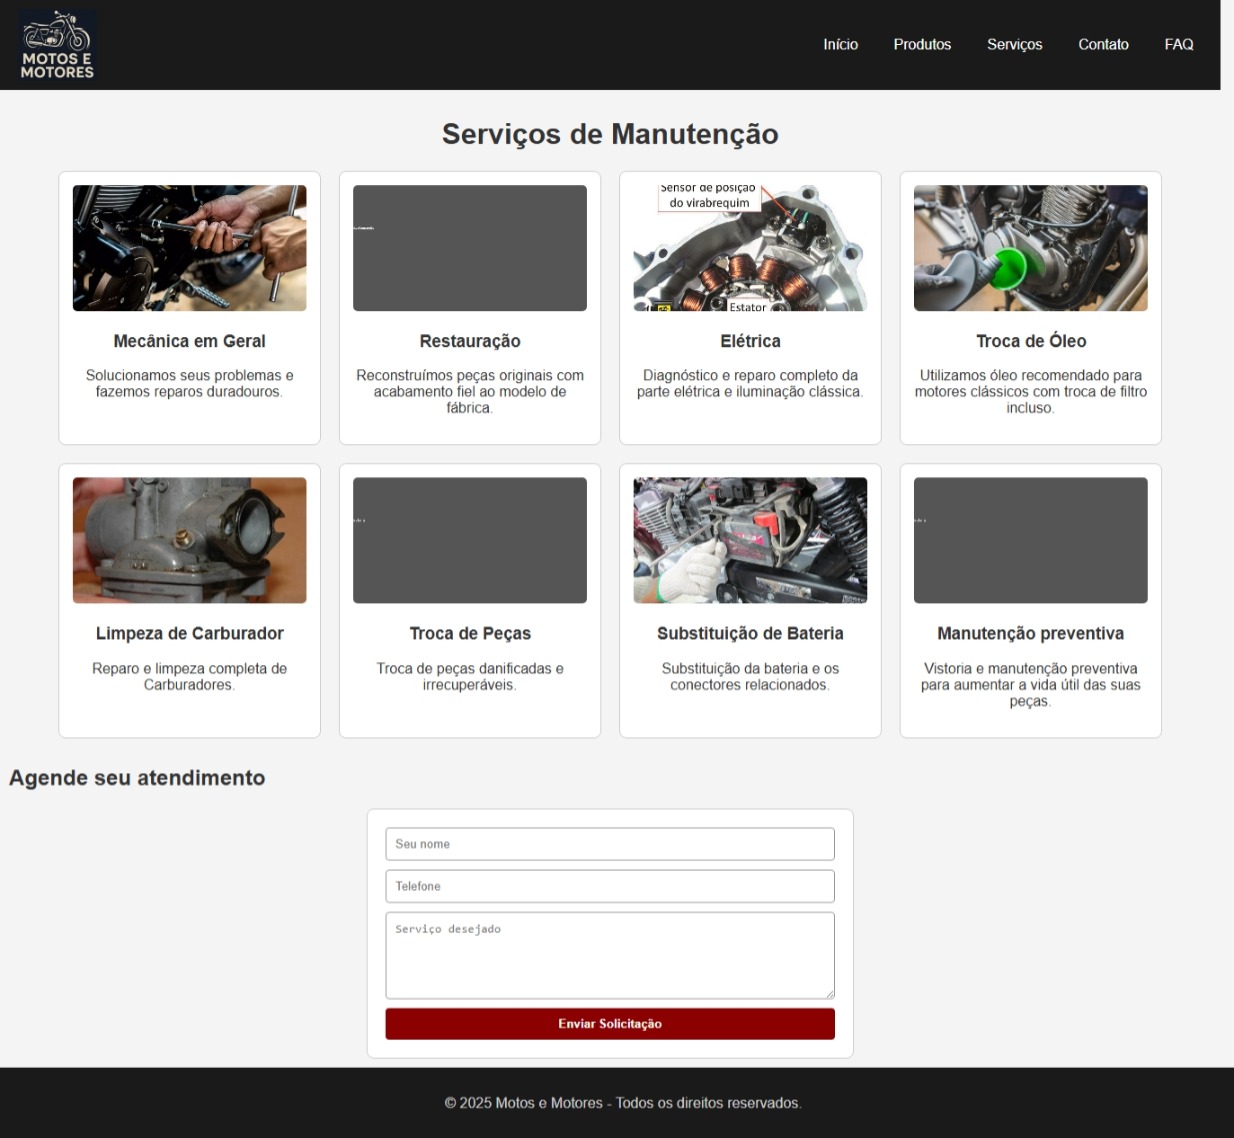 MOTOS E
MOTORES
Início Produtos Serviços Contato FAQ
Serviços de Manutenção
Sensor de posição
do virabrequim
Estator
Mecânica em Geral
Solucionamos seus problemas e
fazemos reparos duradouros.
Restauração
Reconstruímos peças originais com
acabamento fiel ao modelo de
fábrica.
Elétrica
Diagnóstico e reparo completo da
parte elétrica e iluminação clássica.
Troca de Óleo
Utilizamos óleo recomendado para
motores clássicos com troca de filtro
incluso.
Limpeza de Carburador
Reparo e limpeza completa de
Carburadores.
Troca de Peças
Troca de peças danificadas e
irrecuperáveis.
Substituição de Bateria
Substituição da bateria e os
conectores relacionados.
Manutenção preventiva
Vistoria e manutenção preventiva
para aumentar a vida útil das suas
peças.
Agende seu atendimento
Seu nome
Telefone
Serviço desejado
Enviar Solicitação
© 2025 Motos e Motores - Todos os direitos reservados.